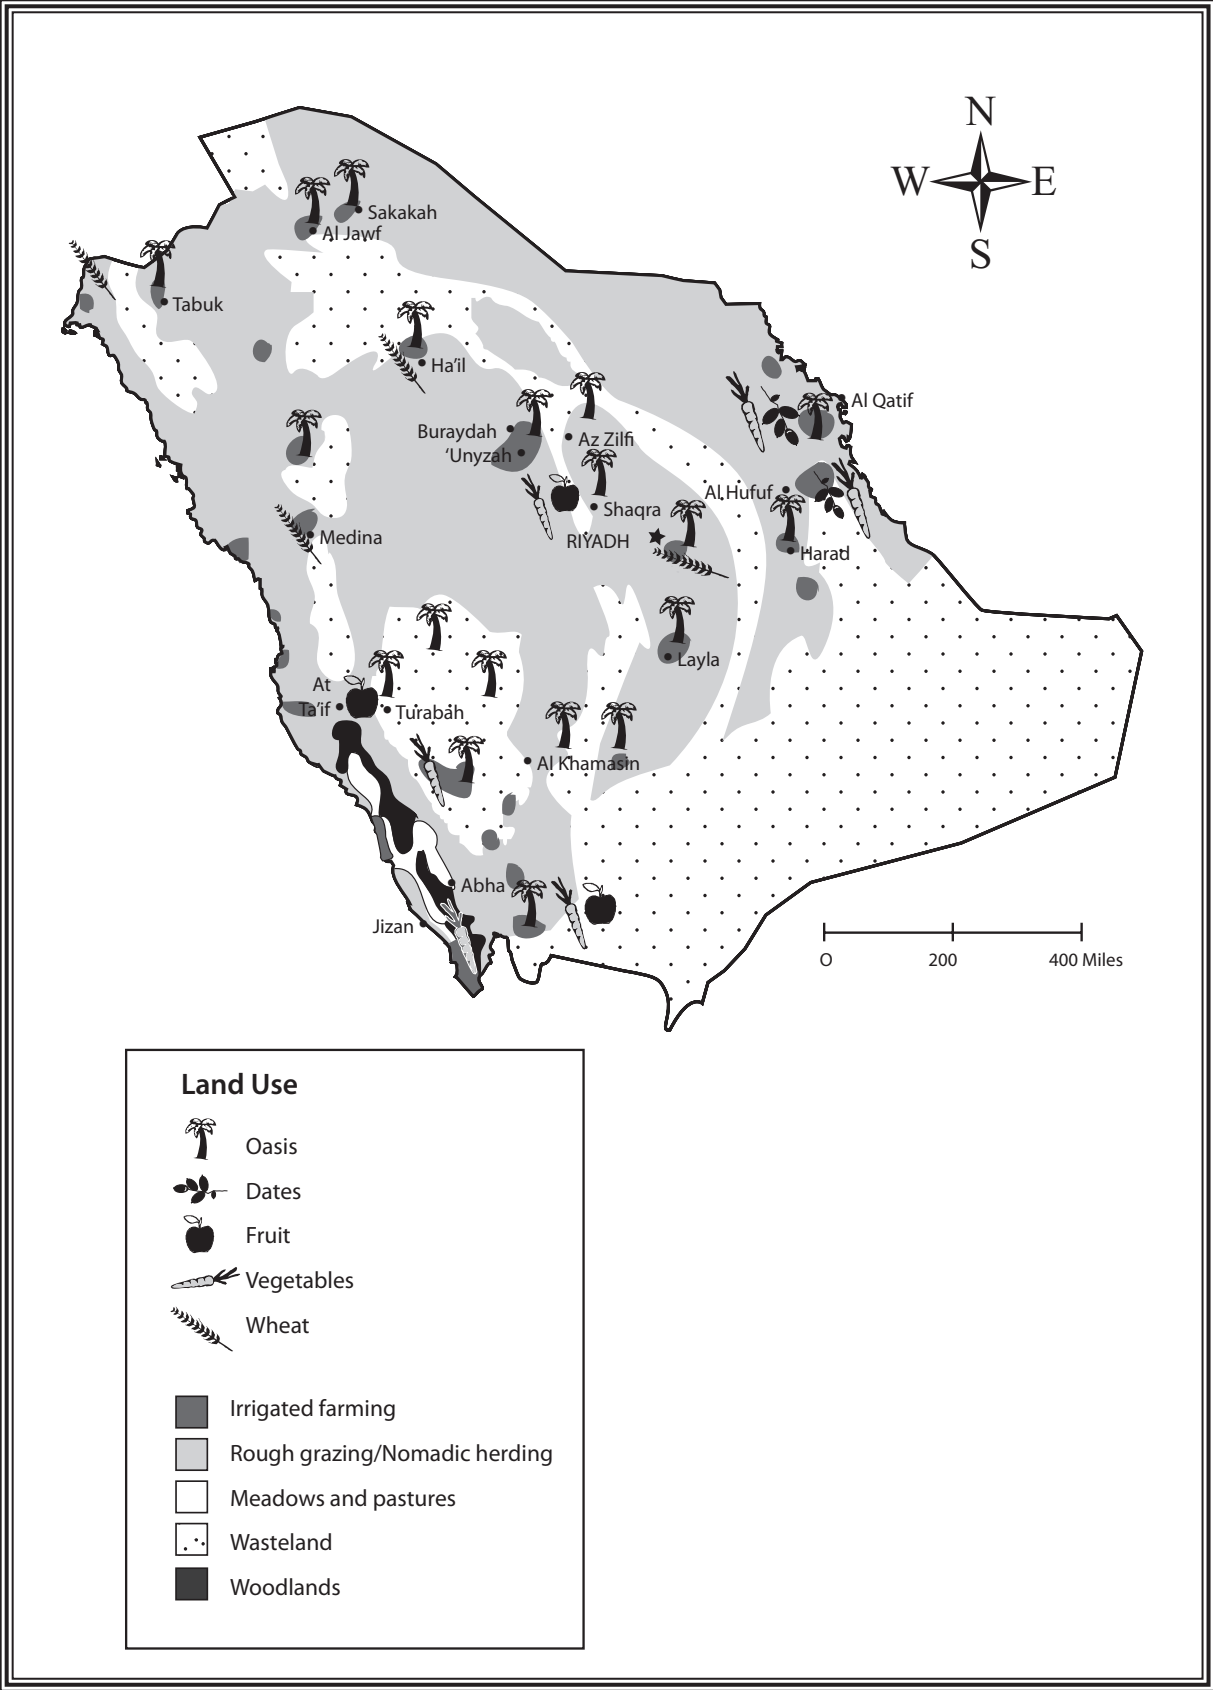 N
W E
S
Sakakah
Al Jawf
Tabuk
Ha'il
Al Qatif
Buraydah
Az Zilfi
'Unyzah
Al Hufuf
Shaqra
Medina
RIYADH
Harad
Layla
At
Ta'if
Turabah
Al Khamasin
Abha
Jizan
O 200 400 Miles
Land Use
Oasis
Dates
Fruit
Vegetables
Wheat
Irrigated farming
Rough grazing/Nomadic herding
Meadows and pastures
Wasteland
Woodlands